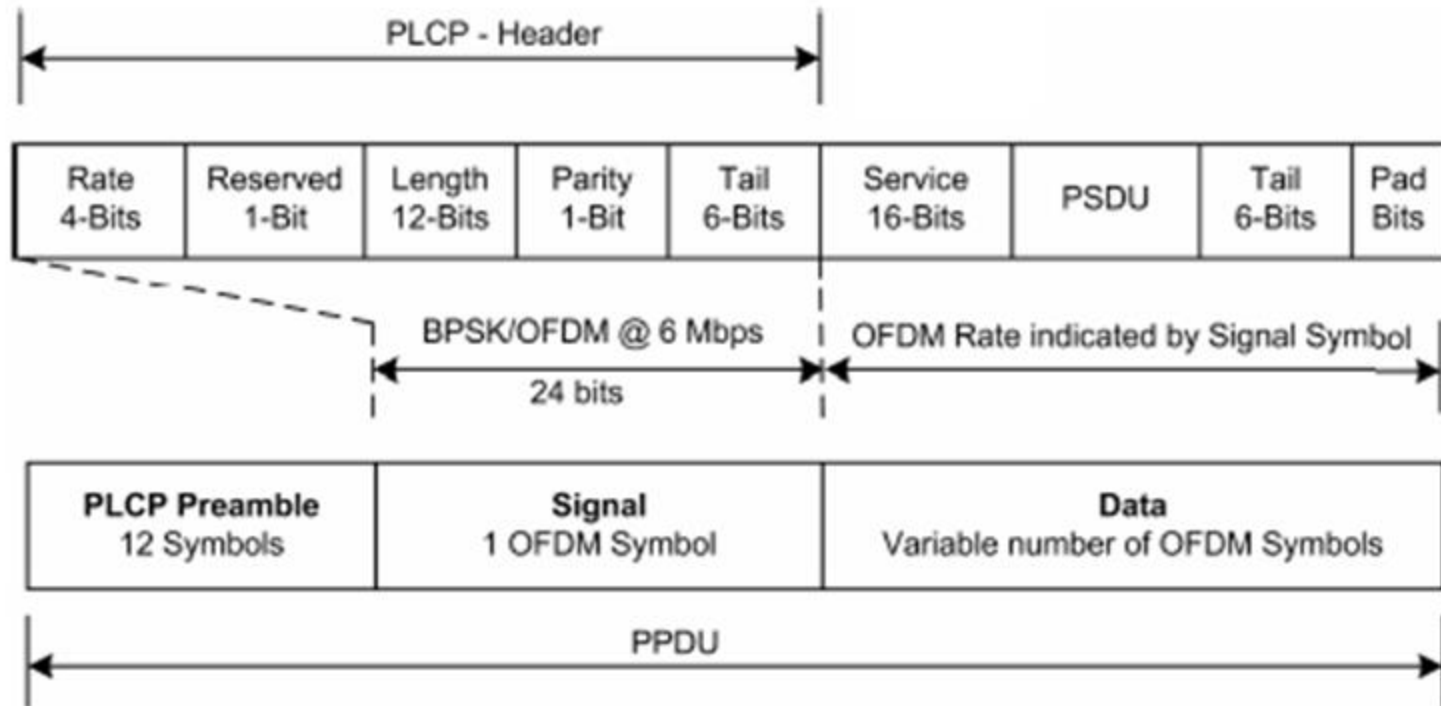 PLCP - Header
Rate
4-Bits
Reserved
1-Bit
Length
12-Bits
Parity
1-Bit
Tail
6-Bits
Service
16-Bits
PSDU
Tail
6-Bits
Pad
Bits
BPSK/OFDM @ 6 Mbps
24 bits
OFDM Rate indicated by Signal Symbol
PLCP Preamble
12 Symbols
Signal
1 OFDM Symbol
Data
Variable number of OFDM Symbols
PPDU